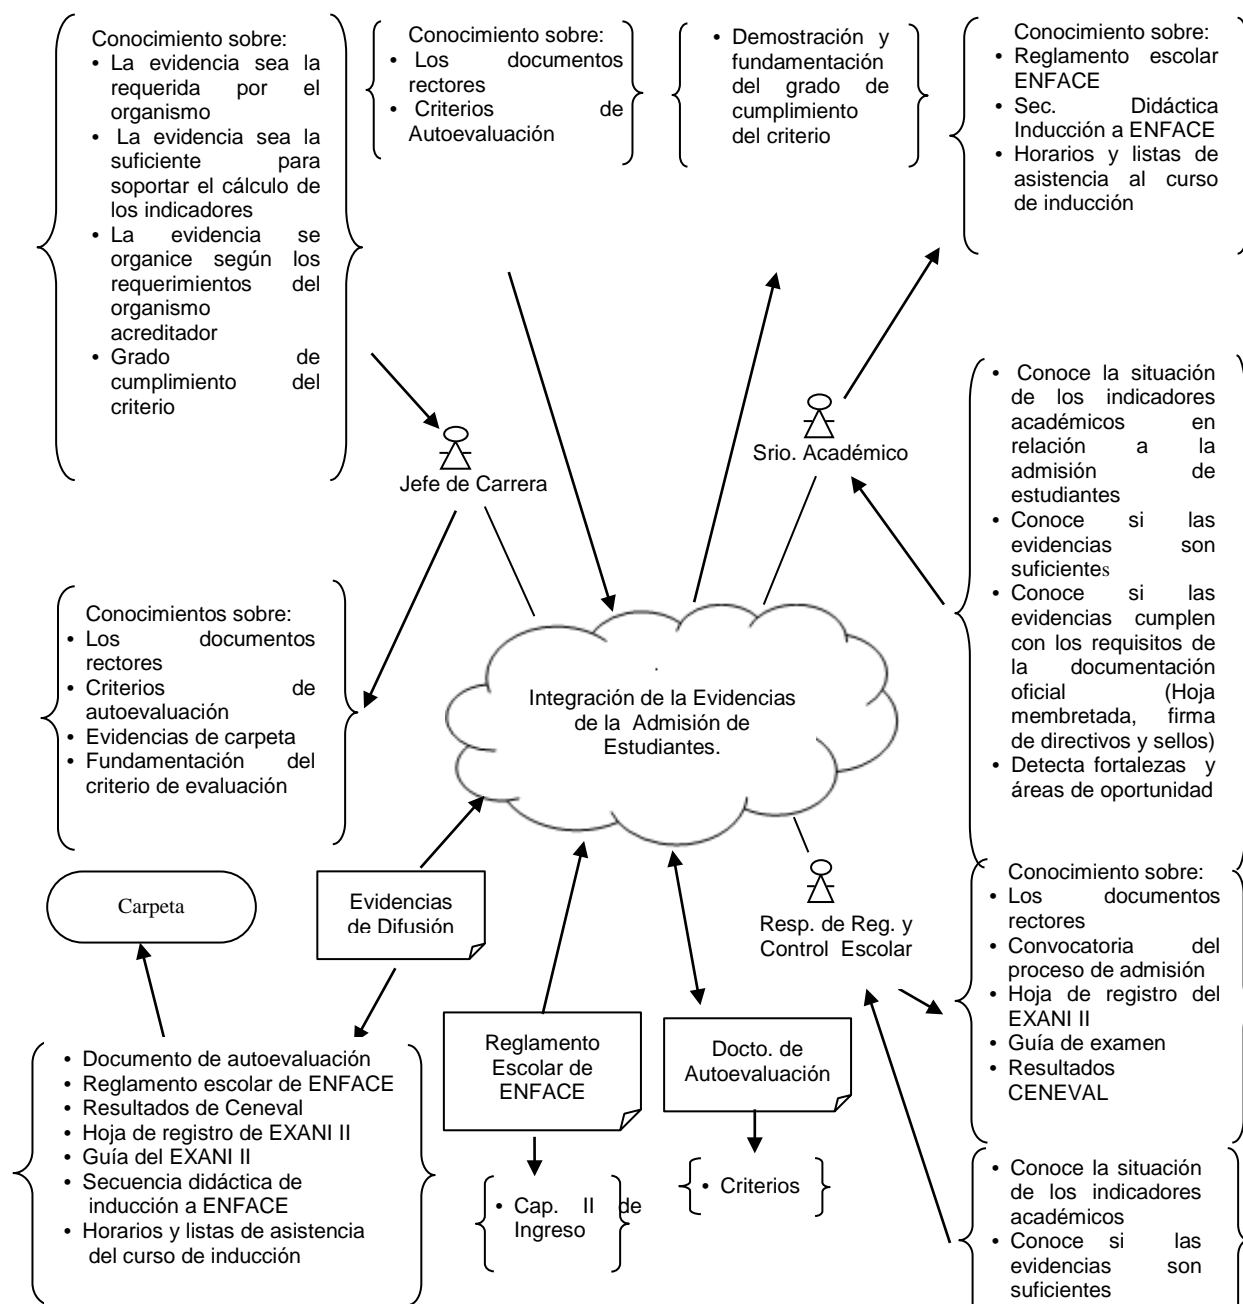 Conocimiento sobre:
• La evidencia sea la
requerida por el
organismo
• La evidencia sea la
suficiente para
soportar el cálculo de
los indicadores
• La evidencia se
organice según los
requerimientos del
organismo
acreditador
• Grado de
cumplimiento del
criterio
Conocimiento sobre:
• Los documentos
rectores
• Criterios de
Autoevaluación
• Demostración y
fundamentación
del grado de
cumplimiento
del criterio
Conocimiento sobre:
• Reglamento escolar
ENFACE
• Sec. Didáctica
Inducción a ENFACE
• Horarios y listas de
asistencia al curso
de inducción
Jefe de Carrera
Srio. Académico
• Conoce la situación
de los indicadores
académicos en
relación a la
admisión de
estudiantes
• Conoce si las
evidencias son
suficientes
• Conoce si las
evidencias cumplen
con los requisitos de
la documentación
oficial (Hoja
membretada, firma
de directivos y sellos)
• Detecta fortalezas y
áreas de oportunidad
Conocimientos sobre:
• Los documentos
rectores
• Criterios de
autoevaluación
• Evidencias de carpeta
• Fundamentación del
criterio de evaluación
.
Integración de la Evidencias
de la Admisión de
Estudiantes.
Carpeta
Evidencias
de Difusión
Resp. de Reg. y
Control Escolar
Conocimiento sobre:
• Los documentos
rectores
• Convocatoria del
proceso de admisión
• Hoja de registro del
EXANI II
• Guía de examen
• Resultados
CENEVAL
• Documento de autoevaluación
• Reglamento escolar de ENFACE
• Resultados de Ceneval
• Hoja de registro de EXANI II
• Guía del EXANI II
• Secuencia didáctica de
inducción a ENFACE
• Horarios y listas de asistencia
del curso de inducción
Reglamento
Escolar de
ENFACE
Docto. de
Autoevaluación
• Cap. II de
Ingreso
• Criterios
• Conoce la situación
de los indicadores
académicos
• Conoce si las
evidencias son
suficientes